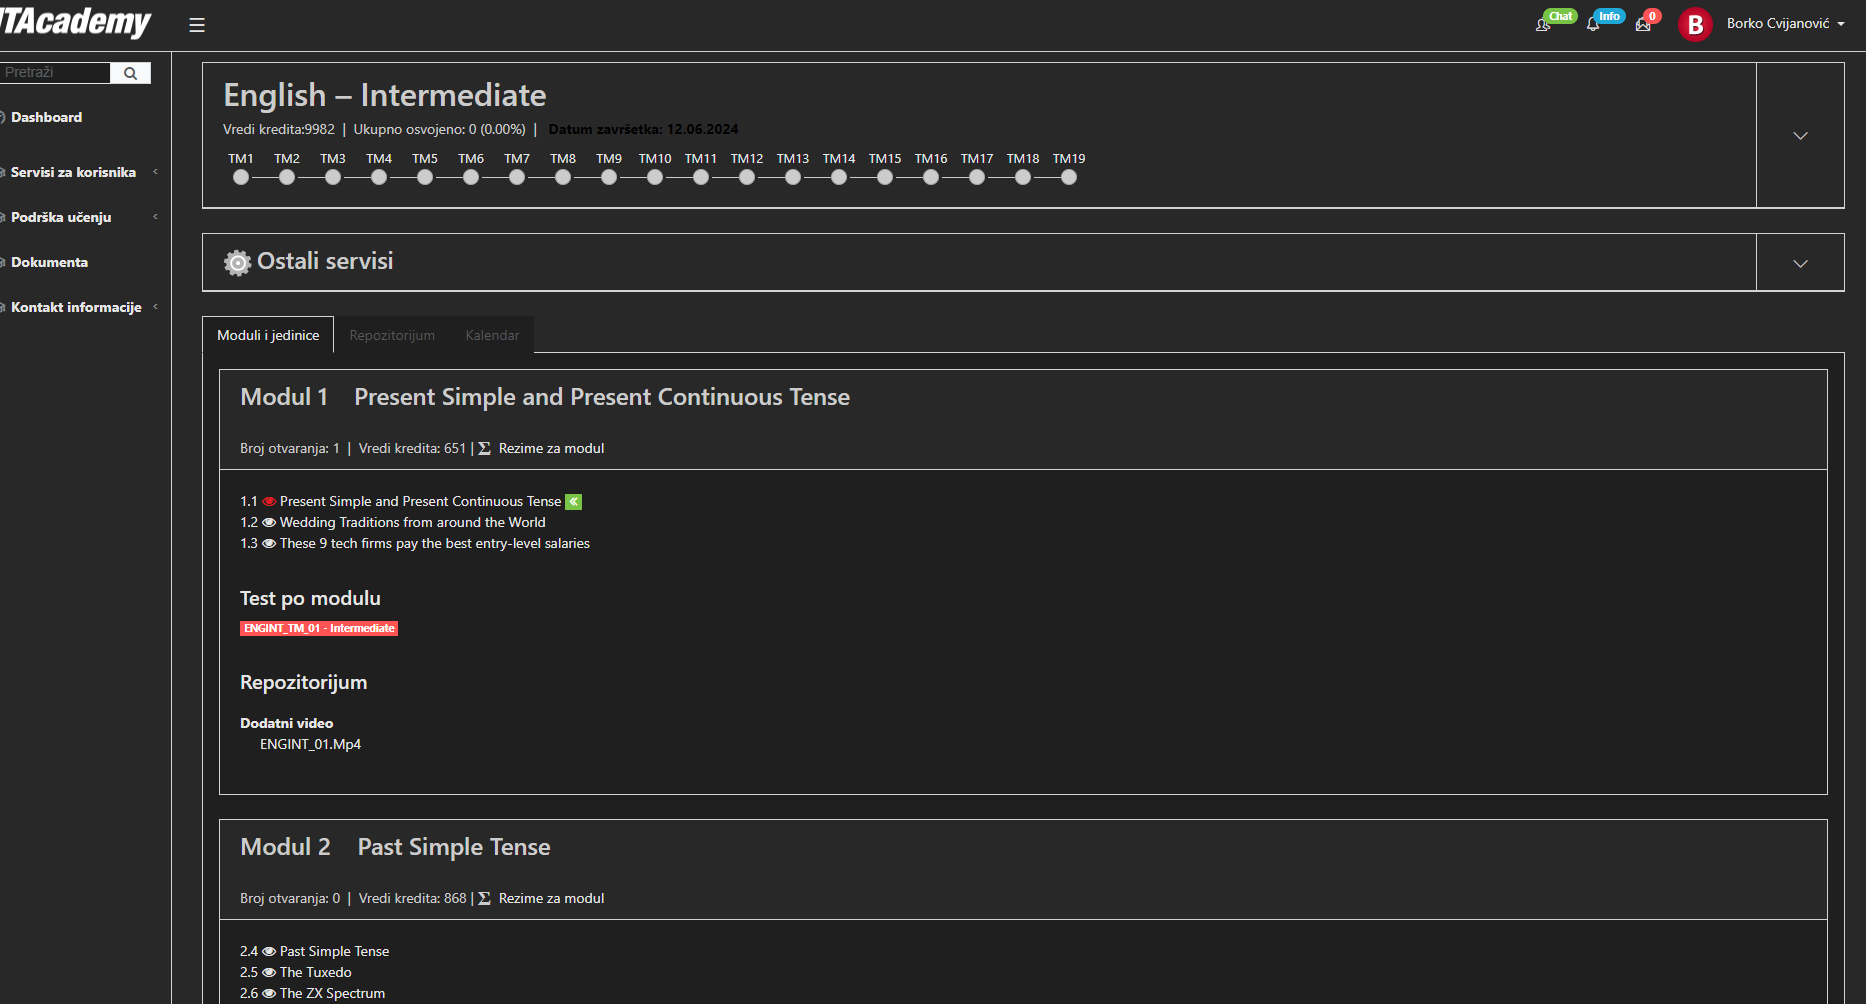 ITAcademy
Chat
Info
0
B
Borko Cvijanović
Pretraži
Dashboard
Servisi za korisnika
Podrška učenju
Dokumenta
Kontakt informacije
English – Intermediate
Vredi kredita:9982 | Ukupno osvojeno: 0 (0.00%) | Datum završetka: 12.06.2024
TM1 TM2 TM3 TM4 TM5 TM6 TM7 TM8 TM9 TM10 TM11 TM12 TM13 TM14 TM15 TM16 TM17 TM18 TM19
Ostali servisi
Moduli i jedinice Repozitorijum Kalendar
Modul 1 Present Simple and Present Continuous Tense
Broj otvaranja: 1 | Vredi kredita: 651 | Σ Rezime za modul
1.1 Present Simple and Present Continuous Tense
1.2 Wedding Traditions from around the World
1.3 These 9 tech firms pay the best entry-level salaries
Test po modulu
ENGINT_TM_01 - Intermediate
Repozitorijum
Dodatni video
ENGINT_01.Mp4
Modul 2 Past Simple Tense
Broj otvaranja: 0 | Vredi kredita: 868 | Σ Rezime za modul
2.4 Past Simple Tense
2.5 The Tuxedo
2.6 The ZX Spectrum